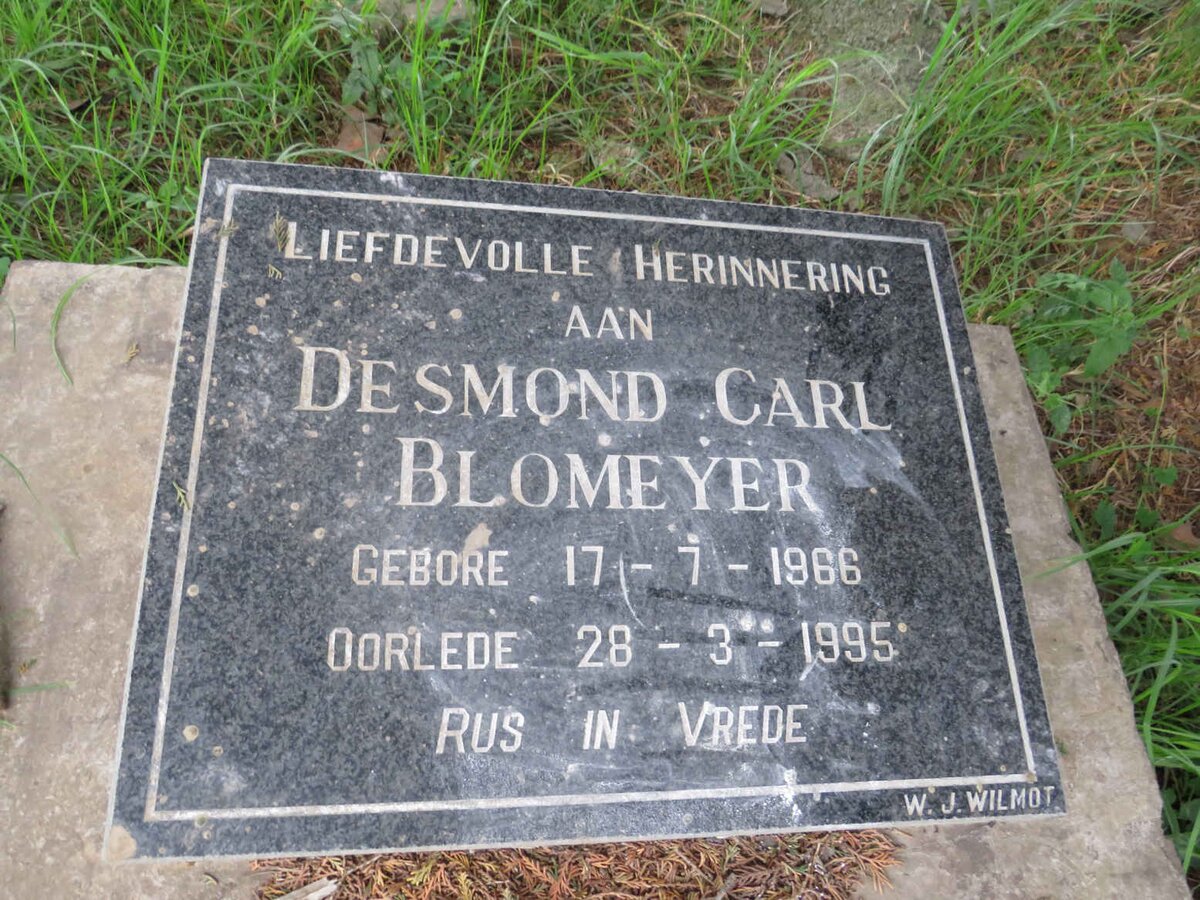 LIEFDEVOLLE HERINNERING
AAN
DESMOND CARL
BLOMEYER
GEBORE 17 - 7 - 1966
OORLEDE 28 - 3 - 1995
RUS IN VREDE
W. J WILMOT